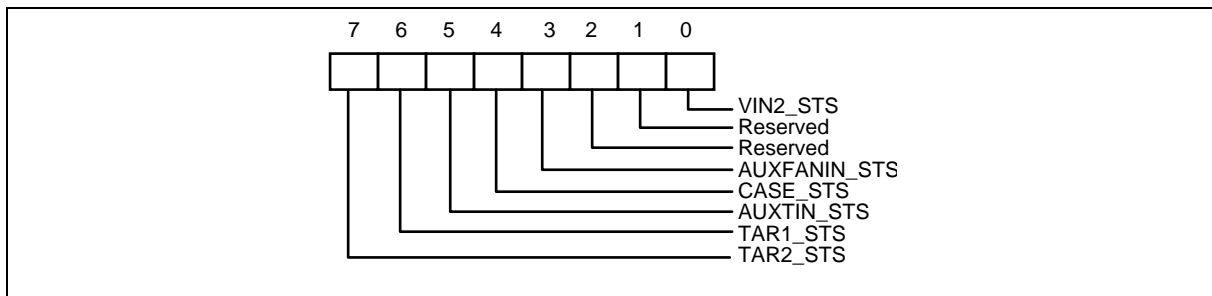 7 6 5 4 3 2 1 0
VIN2_STS
Reserved
Reserved
AUXFANIN_STS
CASE_STS
AUXTIN_STS
TAR1_STS
TAR2_STS